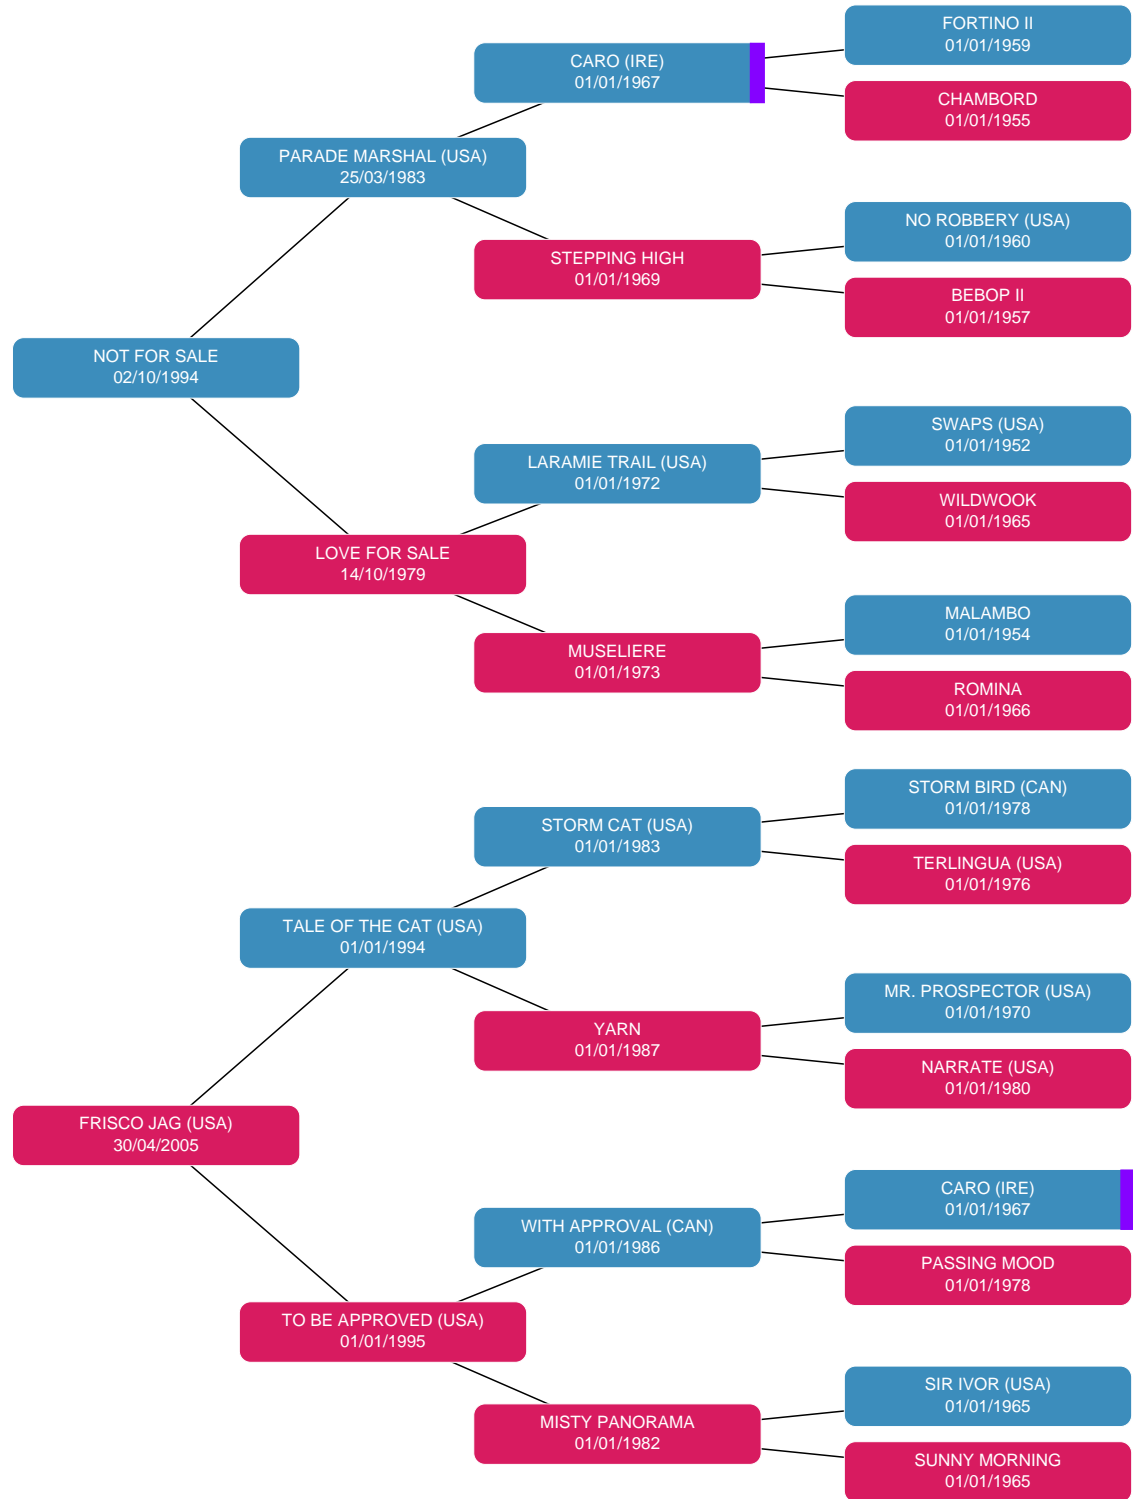 FORTINO II
01/01/1959
CARO (IRE)
01/01/1967
CHAMBORD
01/01/1955
PARADE MARSHAL (USA)
25/03/1983
NO ROBBERY (USA)
01/01/1960
STEPPING HIGH
01/01/1969
BEBOP II
01/01/1957
NOT FOR SALE
02/10/1994
SWAPS (USA)
01/01/1952
LARAMIE TRAIL (USA)
01/01/1972
WILDWOOK
01/01/1965
LOVE FOR SALE
14/10/1979
MALAMBO
01/01/1954
MUSELIERE
01/01/1973
ROMINA
01/01/1966
STORM BIRD (CAN)
01/01/1978
STORM CAT (USA)
01/01/1983
TERLINGUA (USA)
01/01/1976
TALE OF THE CAT (USA)
01/01/1994
MR. PROSPECTOR (USA)
01/01/1970
YARN
01/01/1987
NARRATE (USA)
01/01/1980
FRISCO JAG (USA)
30/04/2005
CARO (IRE)
01/01/1967
WITH APPROVAL (CAN)
01/01/1986
PASSING MOOD
01/01/1978
TO BE APPROVED (USA)
01/01/1995
SIR IVOR (USA)
01/01/1965
MISTY PANORAMA
01/01/1982
SUNNY MORNING
01/01/1965